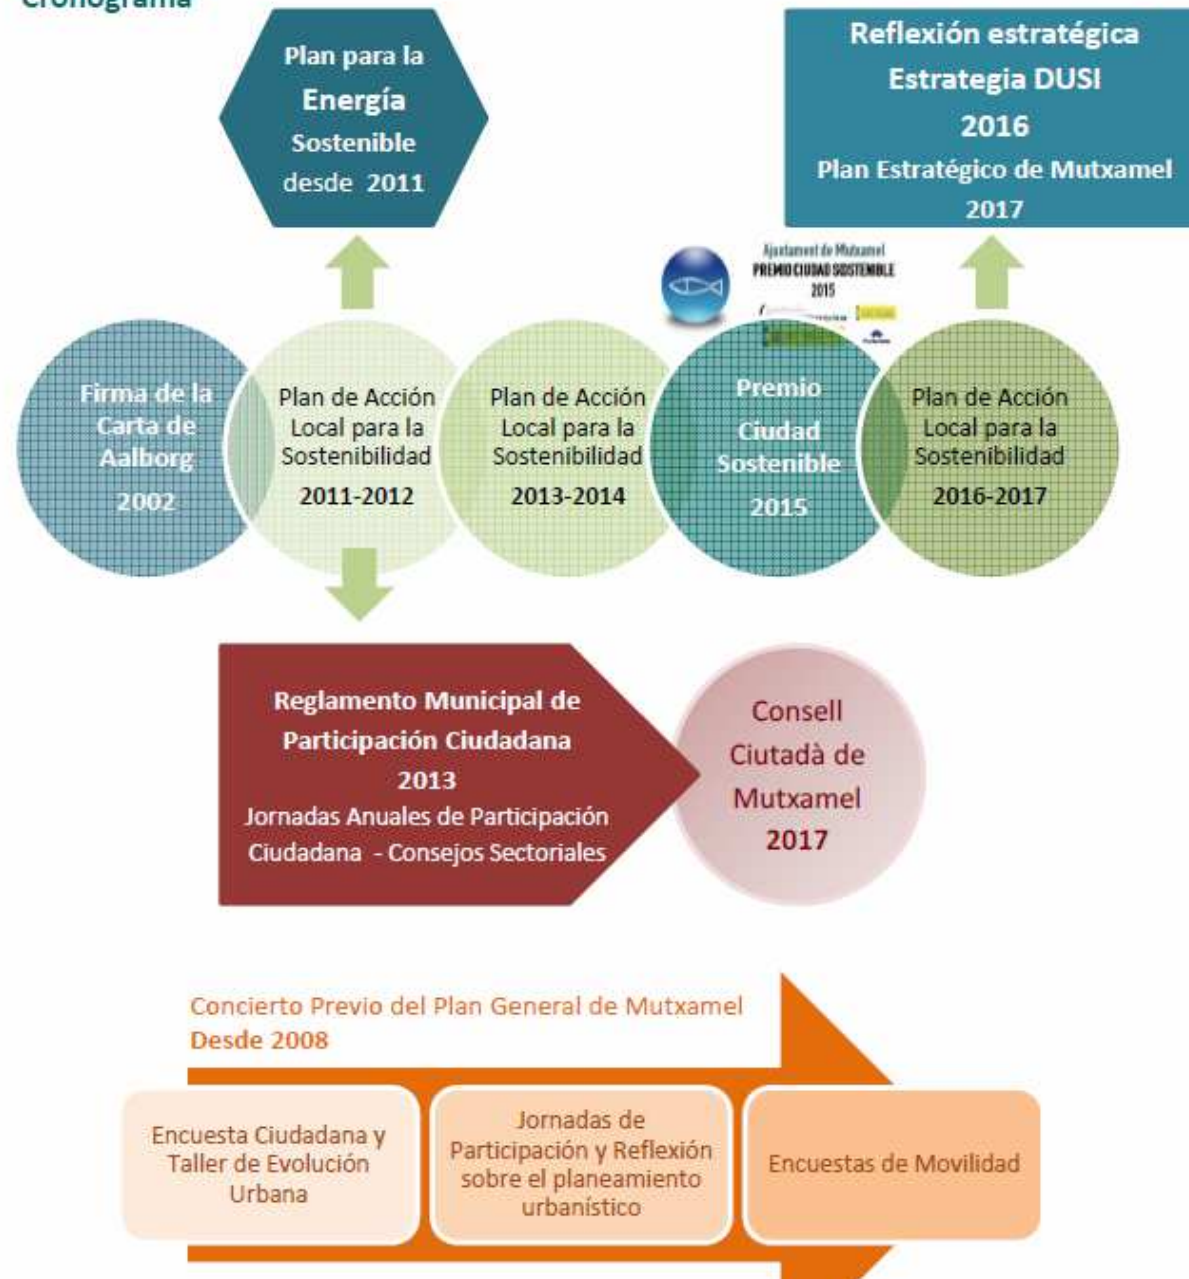 Cronograma
Plan para la
Energía
Sostenible
desde 2011
Reflexión estratégica
Estrategia DUSI
2016
Plan Estratégico de Mutxamel
2017
Ajuntament de Mutxamel
PREMIO CIUDAD SOSTENIBLE
2015
Firma de la
Carta de
Aalborg
2002
Plan de Acción
Local para la
Sostenibilidad
2011-2012
Plan de Acción
Local para la
Sostenibilidad
2013-2014
Premio
Ciudad
Sostenible
2015
Plan de Acción
Local para la
Sostenibilidad
2016-2017
Reglamento Municipal de
Participación Ciudadana
2013
Jornadas Anuales de Participación
Ciudadana - Consejos Sectoriales
Consell
Ciutadà de
Mutxamel
2017
Concierto Previo del Plan General de Mutxamel
Desde 2008
Encuesta Ciudadana y
Taller de Evolución
Urbana
Jornadas de
Participación y Reflexión
sobre el planeamiento
urbanístico
Encuestas de Movilidad